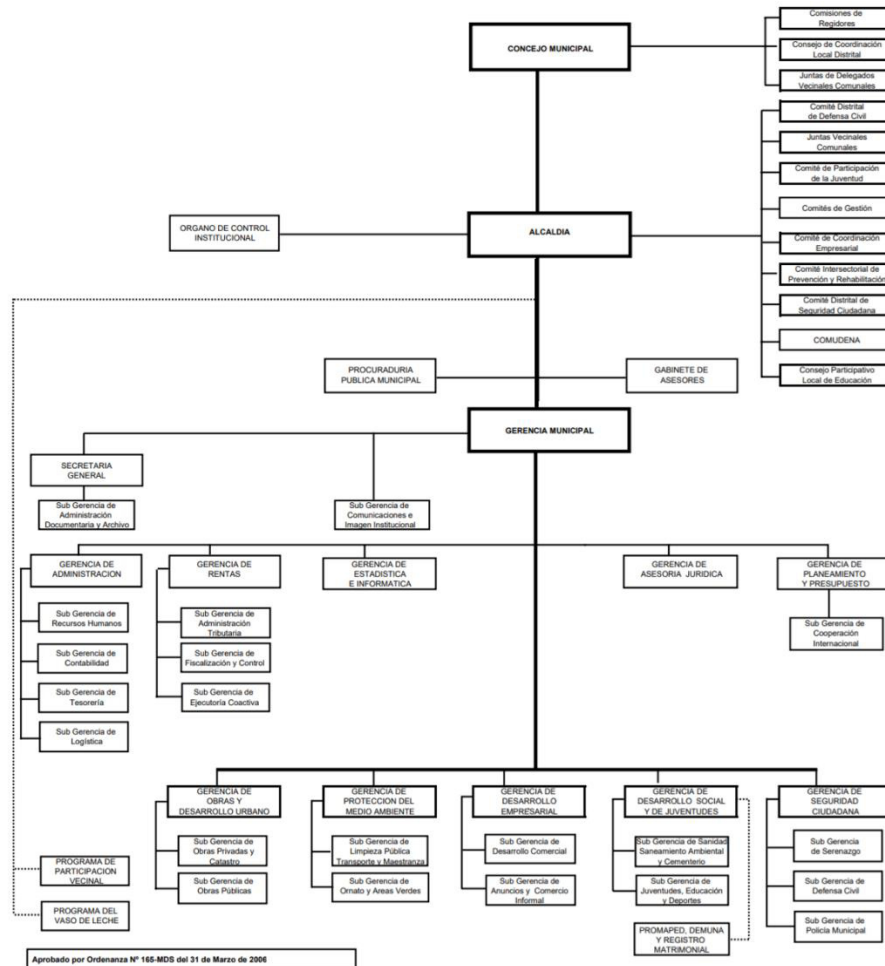 CONCEJO MUNICIPAL
Comisiones de
Regidores
Consejo de Coordinación
Local Distrital
Juntas de Delegados
Vecinales Comunales
Comité Distrital
de Defensa Civil
Juntas Vecinales
Comunales
Comité de Participación
de la Juventud
Comités de Gestión
Comité de Coordinación
Empresarial
Comité Intersectorial de
Prevención y Rehabilitación
Comité Distrital de
Seguridad Ciudadana
COMUDENA
Consejo Participativo
Local de Educación
ORGANO DE CONTROL
INSTITUCIONAL
ALCALDIA
PROCURADURIA
PUBLICA MUNICIPAL
GABINETE DE
ASESORES
GERENCIA MUNICIPAL
SECRETARIA
GENERAL
Sub Gerencia de
Administración
Documentaria y Archivo
Sub Gerencia de
Comunicaciones e
Imagen Institucional
GERENCIA DE
ADMINISTRACION
GERENCIA DE
RENTAS
GERENCIA DE
ESTADISTICA
E INFORMATICA
GERENCIA DE
ASESORIA JURIDICA
GERENCIA DE
PLANEAMIENTO
Y PRESUPUESTO
Sub Gerencia de
Recursos Humanos
Sub Gerencia de
Contabilidad
Sub Gerencia de
Tesorería
Sub Gerencia de
Logística
Sub Gerencia de
Administración
Tributaria
Sub Gerencia de
Fiscalización y Control
Sub Gerencia de
Ejecutoría Coactiva
Sub Gerencia de
Cooperación
Internacional
GERENCIA DE
OBRAS Y
DESARROLLO URBANO
GERENCIA DE
PROTECCION DEL
MEDIO AMBIENTE
GERENCIA DE
DESARROLLO
EMPRESARIAL
GERENCIA DE
DESARROLLO SOCIAL
Y DE JUVENTUDES
GERENCIA DE
SEGURIDAD
CIUDADANA
Sub Gerencia de
Obras Privadas y
Catastro
Sub Gerencia de
Obras Públicas
Sub Gerencia de
Limpieza Pública
Transporte y Maestranza
Sub Gerencia de
Ornato y Areas Verdes
Sub Gerencia de
Desarrollo Comercial
Sub Gerencia de
Anuncios y Comercio
Informal
Sub Gerencia de Sanidad
Saneamiento Ambiental
y Cementerio
Sub Gerencia de
Juventudes, Educación
y Deportes
PROMAPED, DEMUNA
Y REGISTRO
MATRIMONIAL
Sub Gerencia
de Serenazgo
Sub Gerencia de
Defensa Civil
Sub Gerencia de
Policía Municipal
PROGRAMA DE
PARTICIPACION
VECINAL
PROGRAMA DEL
VASO DE LECHE
Aprobado por Ordenanza Nº 165-MDS del 31 de Marzo de 2006